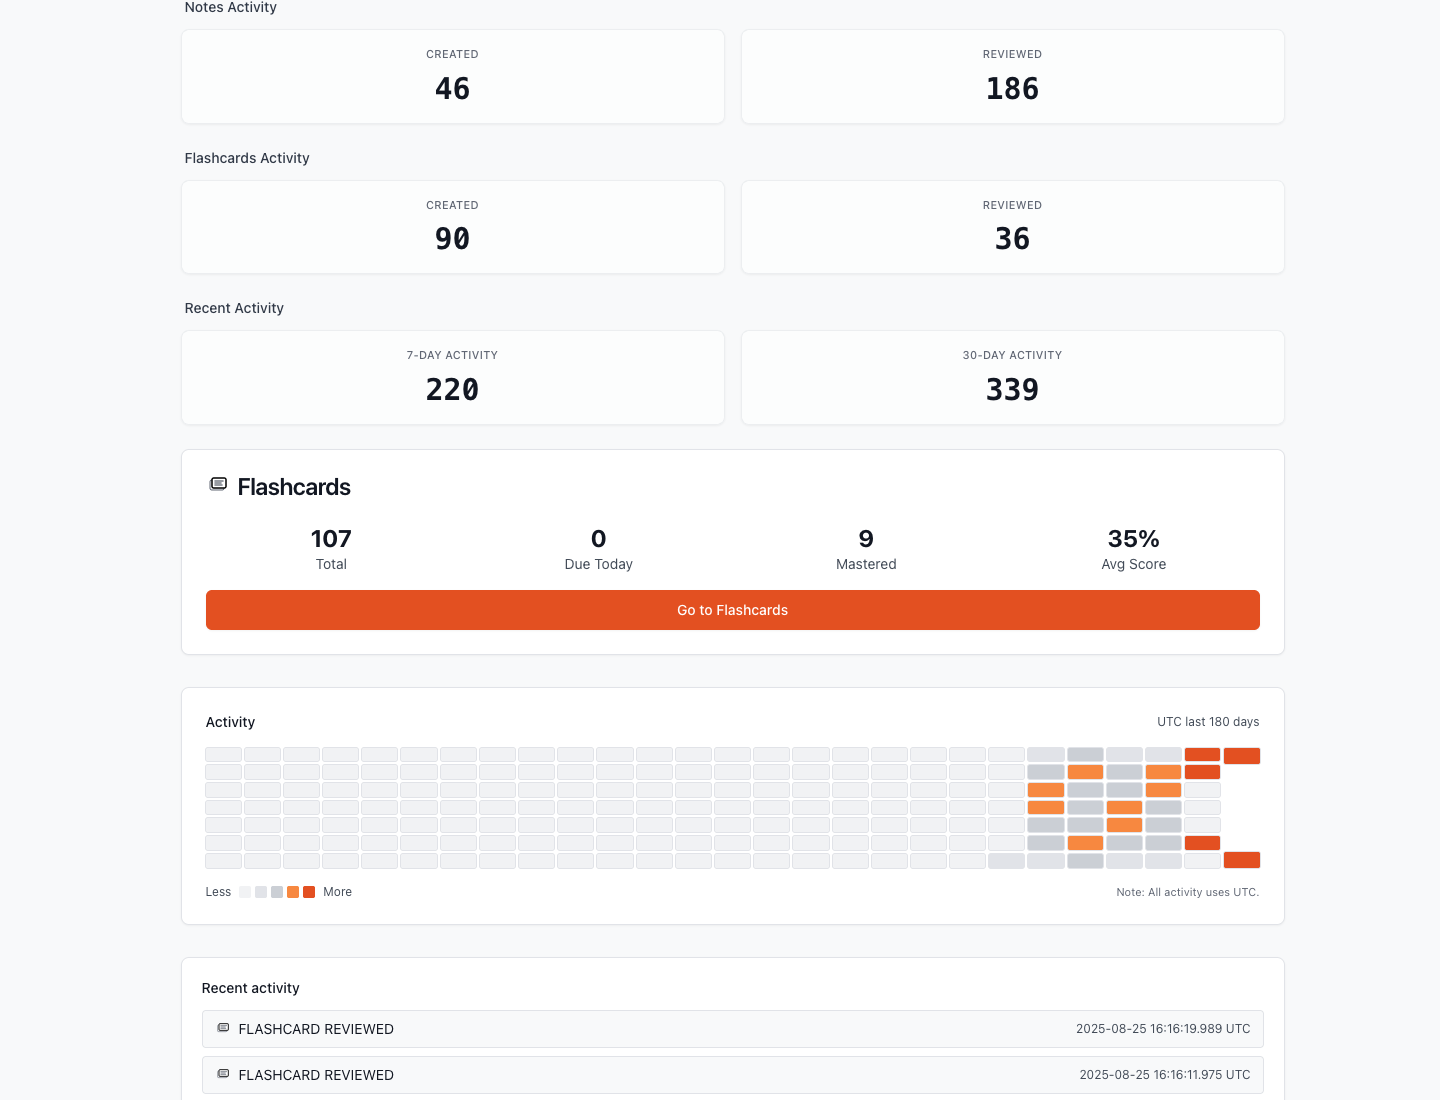 Notes Activity
CREATED
46
REVIEWED
186
Flashcards Activity
CREATED
90
REVIEWED
36
Recent Activity
7-DAY ACTIVITY
220
30-DAY ACTIVITY
339
Flashcards
107
Total
0
Due Today
9
Mastered
35%
Avg Score
Go to Flashcards
Activity
UTC last 180 days
Less
More
Note: All activity uses UTC.
Recent activity
FLASHCARD REVIEWED
2025-08-25 16:16:19.989 UTC
FLASHCARD REVIEWED
2025-08-25 16:16:11.975 UTC